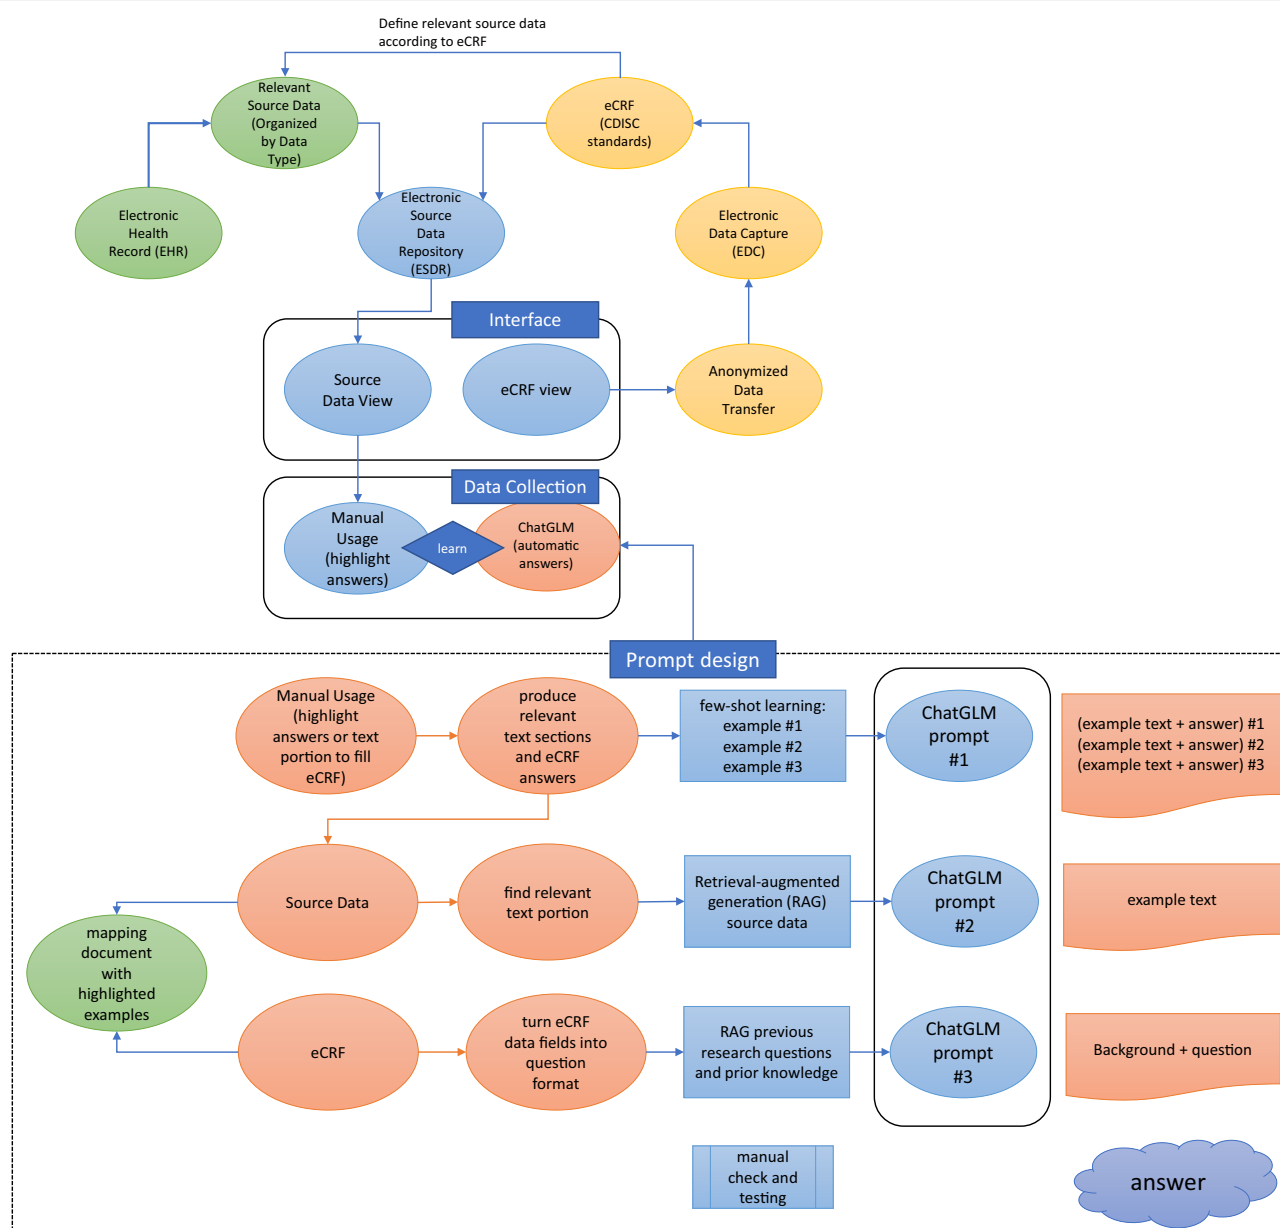 Define relevant source data
according to eCRF
Relevant
Source Data
(Organized
by Data
Type)
eCRF
(CDISC
standards)
Electronic
Health
Record (EHR)
Electronic
Source
Data
Repository
(ESDR)
Electronic
Data Capture
(EDC)
Interface
Source
Data View
eCRF view
Anonymized
Data
Transfer
Data Collection
Manual
Usage
(highlight
answers)
learn
ChatGLM
(automatic
answers)
Prompt design
Manual Usage
(highlight
answers or text
portion to fill
eCRF)
produce
relevant
text sections
and eCRF
answers
few-shot learning:
example #1
example #2
example #3
ChatGLM
prompt
#1
(example text + answer) #1
(example text + answer) #2
(example text + answer) #3
Source Data
find relevant
text portion
Retrieval-augmented
generation (RAG)
source data
ChatGLM
prompt
#2
example text
mapping
document
with
highlighted
examples
eCRF
turn eCRF
data fields into
question
format
RAG previous
research questions
and prior knowledge
ChatGLM
prompt
#3
Background + question
manual
check and
testing
answer